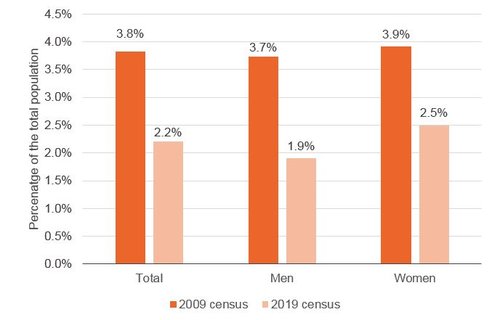 4.5%
4.0%
3.5%
3.0%
2.5%
2.0%
1.5%
1.0%
0.5%
0.0%
Percenatge of the total population
3.8%
2.2%
3.7%
1.9%
3.9%
2.5%
Total
Men
Women
2009 census
2019 census